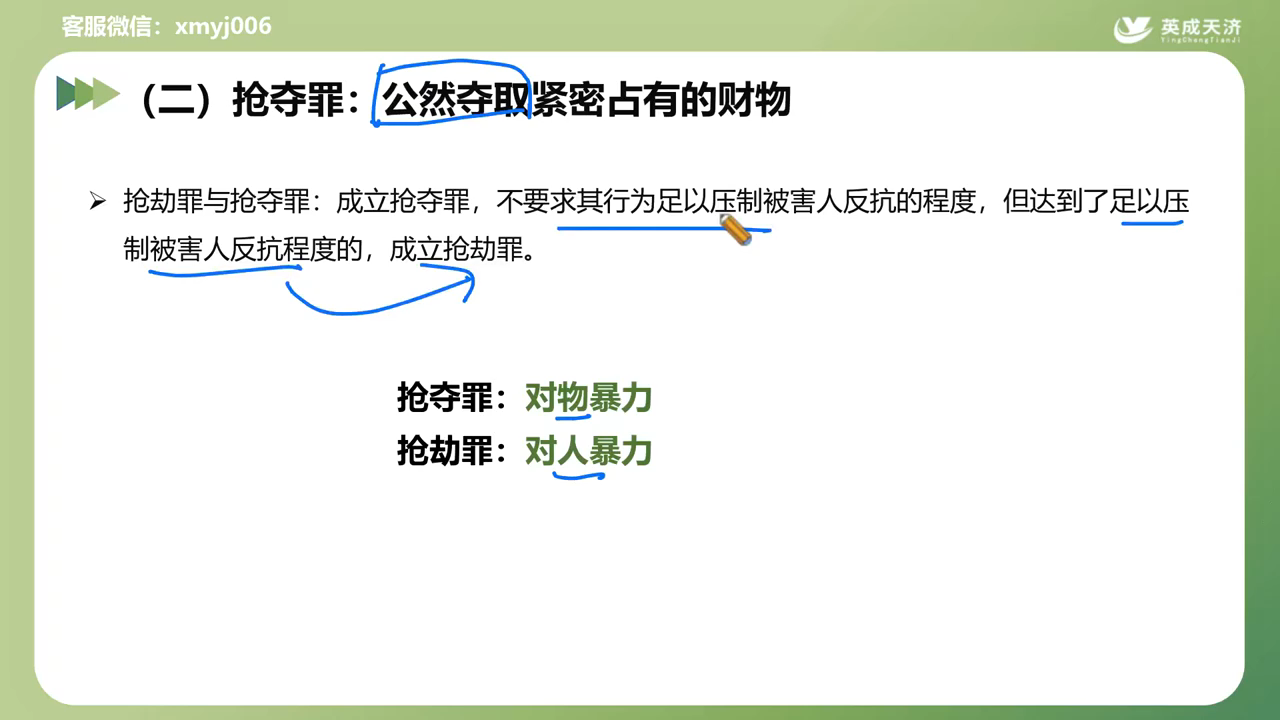 客服微信：xmyj006
英成天济
YingChengTianJi
（二）抢夺罪：公然夺取紧密占有的财物
抢劫罪与抢夺罪：成立抢夺罪，不要求其行为足以压制被害人反抗的程度，但达到了足以压
制被害人反抗程度的，成立抢劫罪。
抢夺罪：对物暴力
抢劫罪：对人暴力